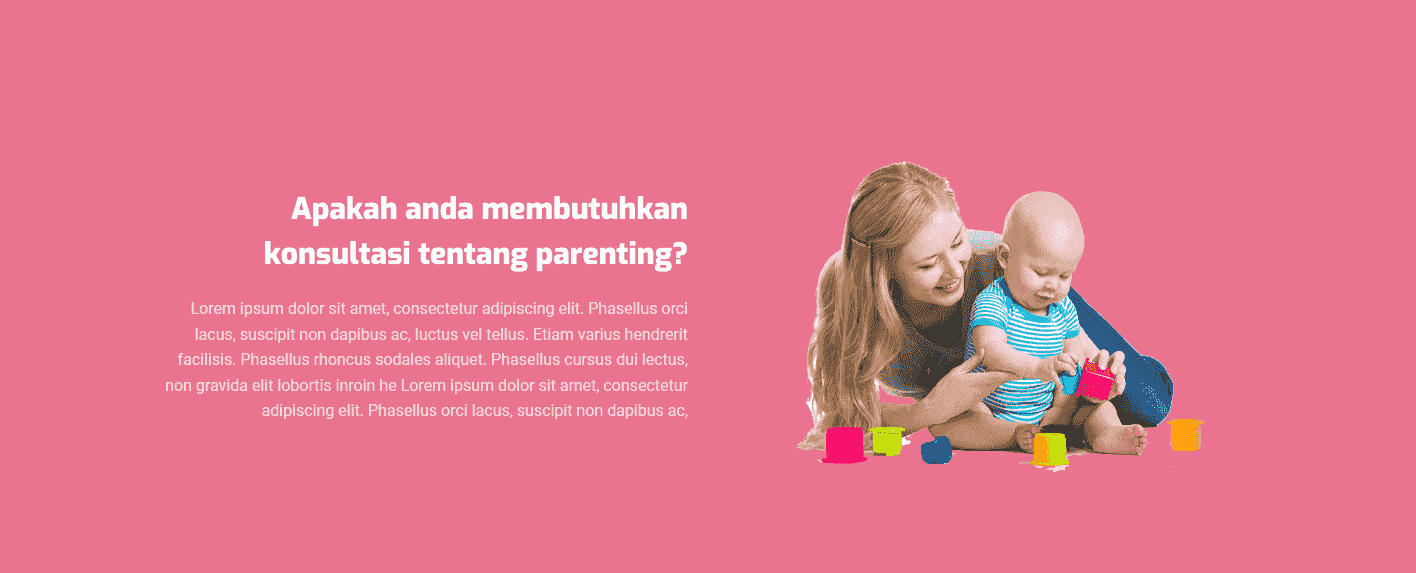 Apakah anda membutuhkan
konsultasi tentang parenting?
Lorem ipsum dolor sit amet, consectetur adipiscing elit. Phasellus orci
lacus, suscipit non dapibus ac, luctus vel tellus. Etiam varius hendrerit
facilisis. Phasellus rhoncus sodales aliquet. Phasellus cursus dui lectus,
non gravida elit lobortis inroin he Lorem ipsum dolor sit amet, consectetur
adipiscing elit. Phasellus orci lacus, suscipit non dapibus ac,